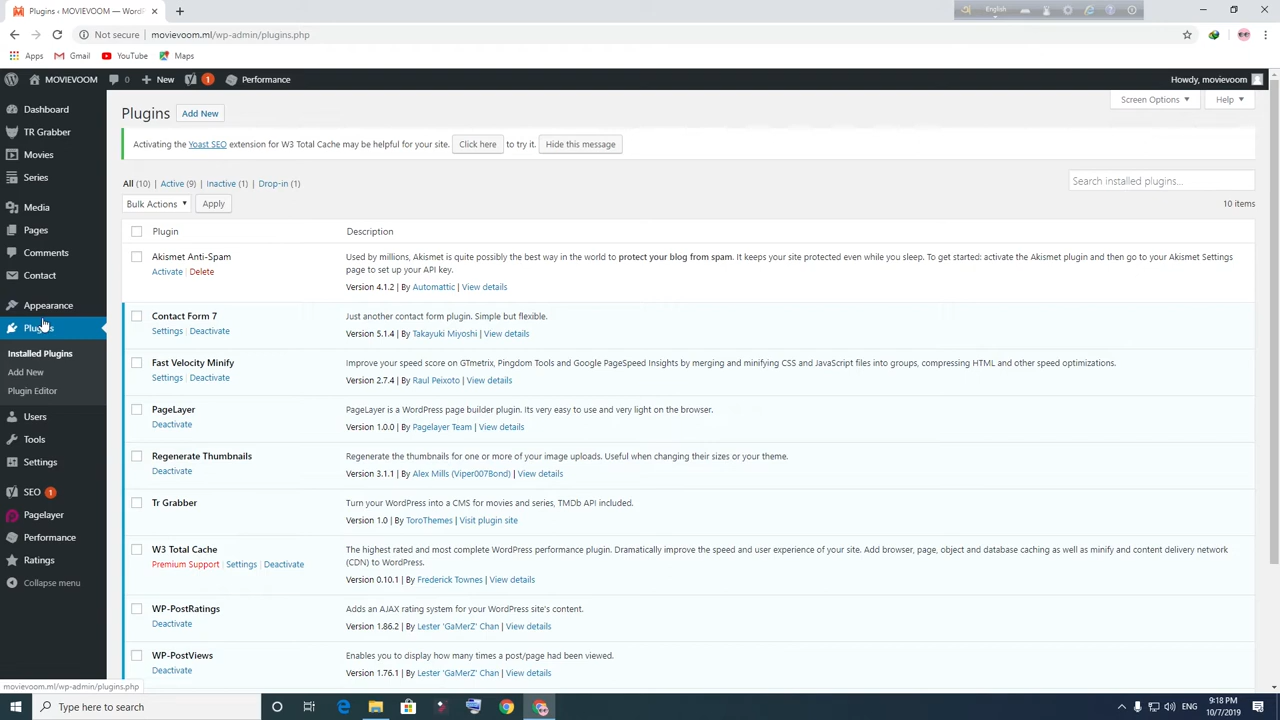 Plugins ‹ MOVIEVOOM — WordP
English
Not secure | movievoom.ml/wp-admin/plugins.php
Apps Gmail YouTube Maps
MOVIEVOOM 0 New 1 Performance Howdy, movievoom
Screen Options Help
Dashboard
TR Grabber
Movies
Series
Media
Pages
Comments
Contact
Appearance
Plugins
Installed Plugins
Add New
Plugin Editor
Users
Tools
Settings
SEO 1
Pagelayer
Performance
Ratings
Collapse menu
Plugins Add New
Activating the Yoast SEO extension for W3 Total Cache may be helpful for your site. Click here to try it. Hide this message
All (10) | Active (9) | Inactive (1) | Drop-in (1)
Search installed plugins...
Bulk Actions Apply
10 items
Plugin Description
Akismet Anti-Spam
Activate | Delete
Used by millions, Akismet is quite possibly the best way in the world to protect your blog from spam. It keeps your site protected even while you sleep. To get started: activate the Akismet plugin and then go to your Akismet Settings
page to set up your API key.
Version 4.1.2 | By Automattic | View details
Contact Form 7
Settings | Deactivate
Just another contact form plugin. Simple but flexible.
Version 5.1.4 | By Takayuki Miyoshi | View details
Fast Velocity Minify
Settings | Deactivate
Improve your speed score on GTmetrix, Pingdom Tools and Google PageSpeed Insights by merging and minifying CSS and JavaScript files into groups, compressing HTML and other speed optimizations.
Version 2.7.4 | By Raul Peixoto | View details
PageLayer
Deactivate
PageLayer is a WordPress page builder plugin. Its very easy to use and very light on the browser.
Version 1.0.0 | By Pagelayer Team | View details
Regenerate Thumbnails
Deactivate
Regenerate the thumbnails for one or more of your image uploads. Useful when changing their sizes or your theme.
Version 3.1.1 | By Alex Mills (Viper007Bond) | View details
Tr Grabber
Turn your WordPress into a CMS for movies and series, TMDb API included.
Version 1.0 | By ToroThemes | Visit plugin site
W3 Total Cache
Premium Support | Settings | Deactivate
The highest rated and most complete WordPress performance plugin. Dramatically improve the speed and user experience of your site. Add browser, page, object and database caching as well as minify and content delivery network
(CDN) to WordPress.
Version 0.10.1 | By Frederick Townes | View details
WP-PostRatings
Deactivate
Adds an AJAX rating system for your WordPress site's content.
Version 1.86.2 | By Lester 'GaMerZ' Chan | View details
WP-PostViews
Deactivate
Enables you to display how many times a post/page had been viewed.
Version 1.76.1 | By Lester 'GaMerZ' Chan | View details
movievoom.ml/wp-admin/plugins.php
Type here to search
ENG
9:18 PM
10/7/2019